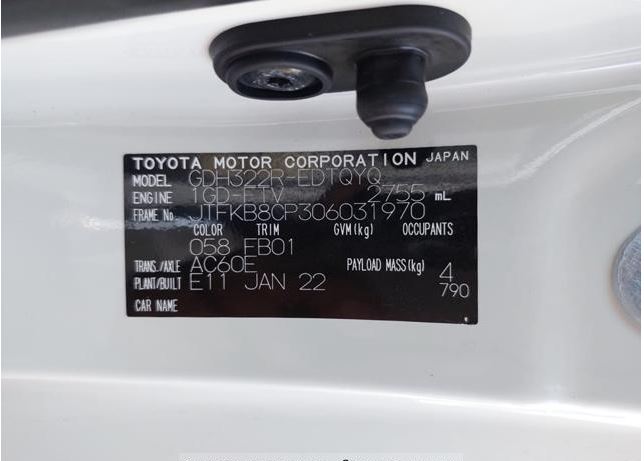 TOYOTA MOTOR CORPORATION JAPAN
MODEL GDH322R-EDTQYQ
ENGINE 1GD-FTV 2755 mL
FRAME No JTFKB8CP306031970
COLOR TRIM GVM(kg) OCCUPANTS
058 FB01
TRANS./AXLE AC60E PAYLOAD MASS(kg) 4
PLANT/BUILT E11 JAN 22 790
CAR NAME